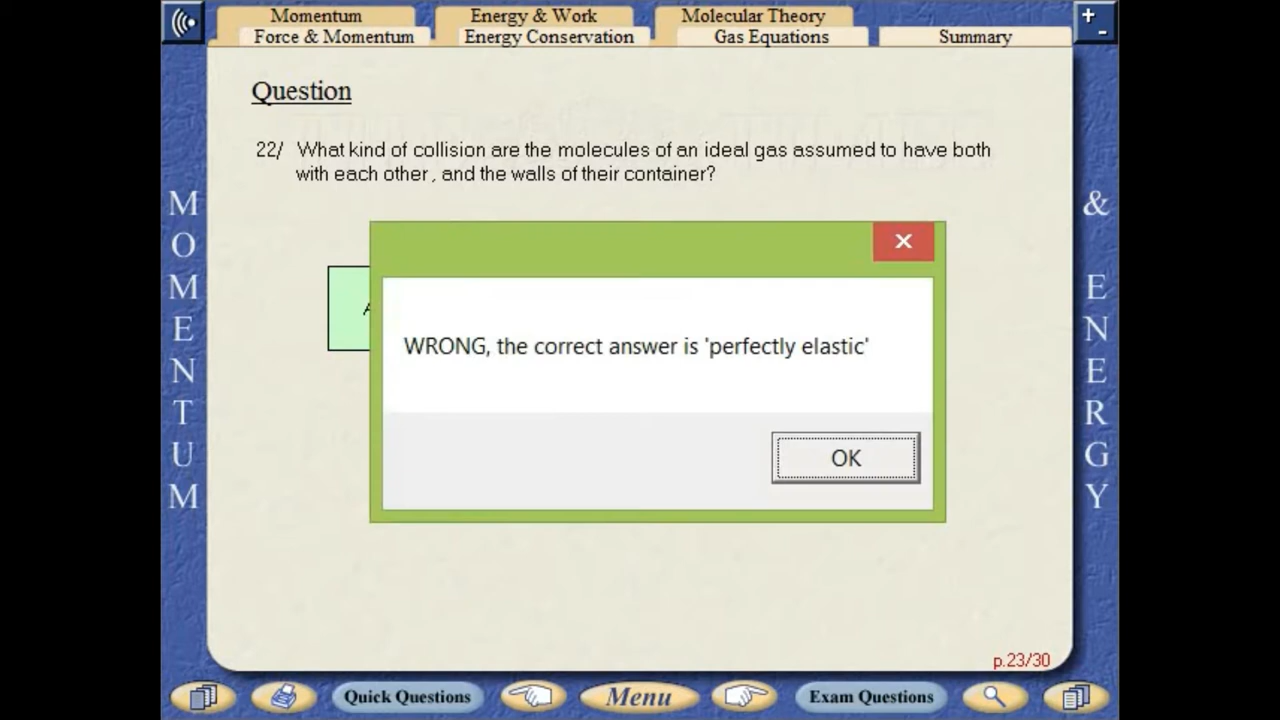 Momentum
Energy & Work
Molecular Theory
+
-
Force & Momentum
Energy Conservation
Gas Equations
Summary
Question
22/ What kind of collision are the molecules of an ideal gas assumed to have both
with each other , and the walls of their container?
MOMENTUM
& ENERGY
A
WRONG, the correct answer is 'perfectly elastic'
OK
p.23/30
Quick Questions
Menu
Exam Questions